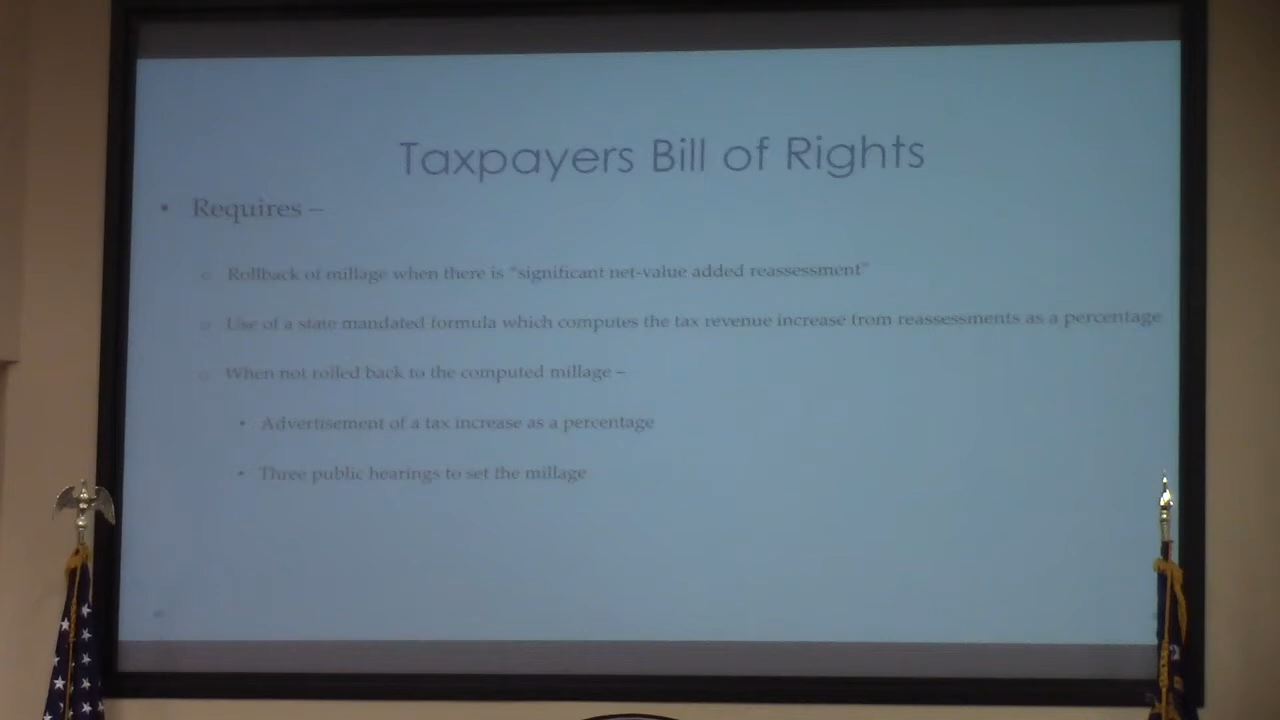 Taxpayers Bill of Rights
• Requires –
o Rollback of millage when there is "significant net-value added reassessment"
o Use of a state mandated formula which computes the tax revenue increase from reassessments as a percentage
o When not rolled back to the computed millage –
• Advertisement of a tax increase as a percentage
• Three public hearings to set the millage